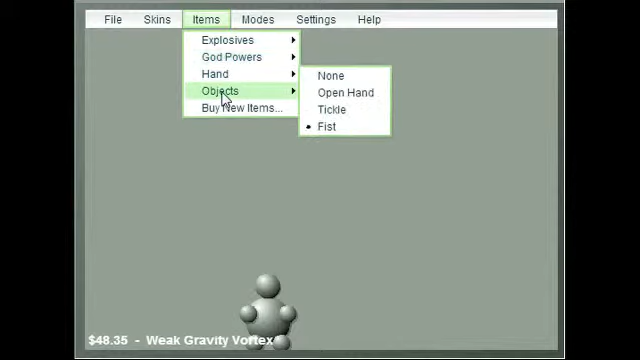 File Skins Items Modes Settings Help
Explosives
God Powers
Hand
Objects
Buy New Items...
None
Open Hand
Tickle
Fist
$48.35 - Weak Gravity Vortex